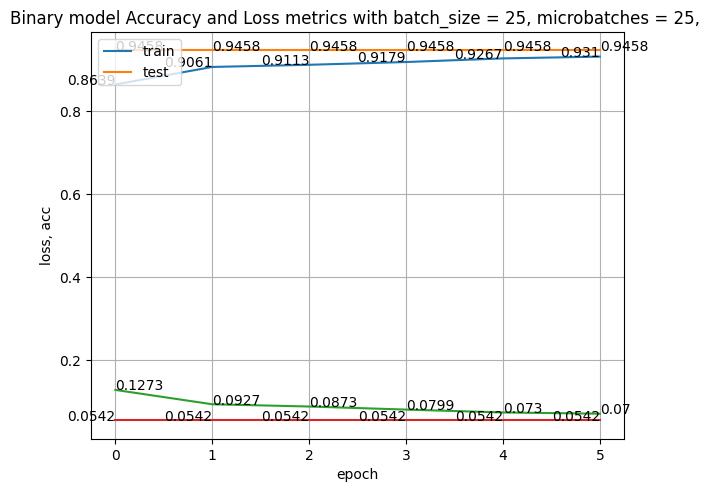 Binary model Accuracy and Loss metrics with batch_size = 25, microbatches = 25,
0.9458 0.9458 0.9458 0.9458 0.9458 0.9458
train
test
0.8639 0.9061 0.9113 0.9179 0.9267 0.931
0.8
0.6
0.4
0.2
loss, acc
0.1273 0.0927 0.0873 0.0799 0.073 0.07
0.0542 0.0542 0.0542 0.0542 0.0542 0.0542
0 1 2 3 4 5
epoch